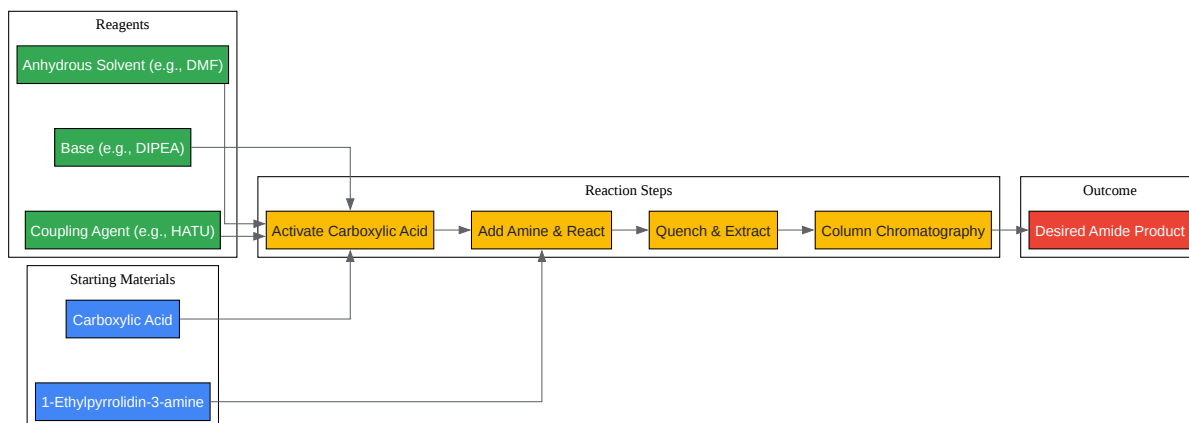 Reagents
Anhydrous Solvent (e.g., DMF)
Base (e.g., DIPEA)
Coupling Agent (e.g., HATU)
Starting Materials
Carboxylic Acid
1-Ethylpyrrolidin-3-amine
Reaction Steps
Activate Carboxylic Acid
Add Amine & React
Quench & Extract
Column Chromatography
Outcome
Desired Amide Product